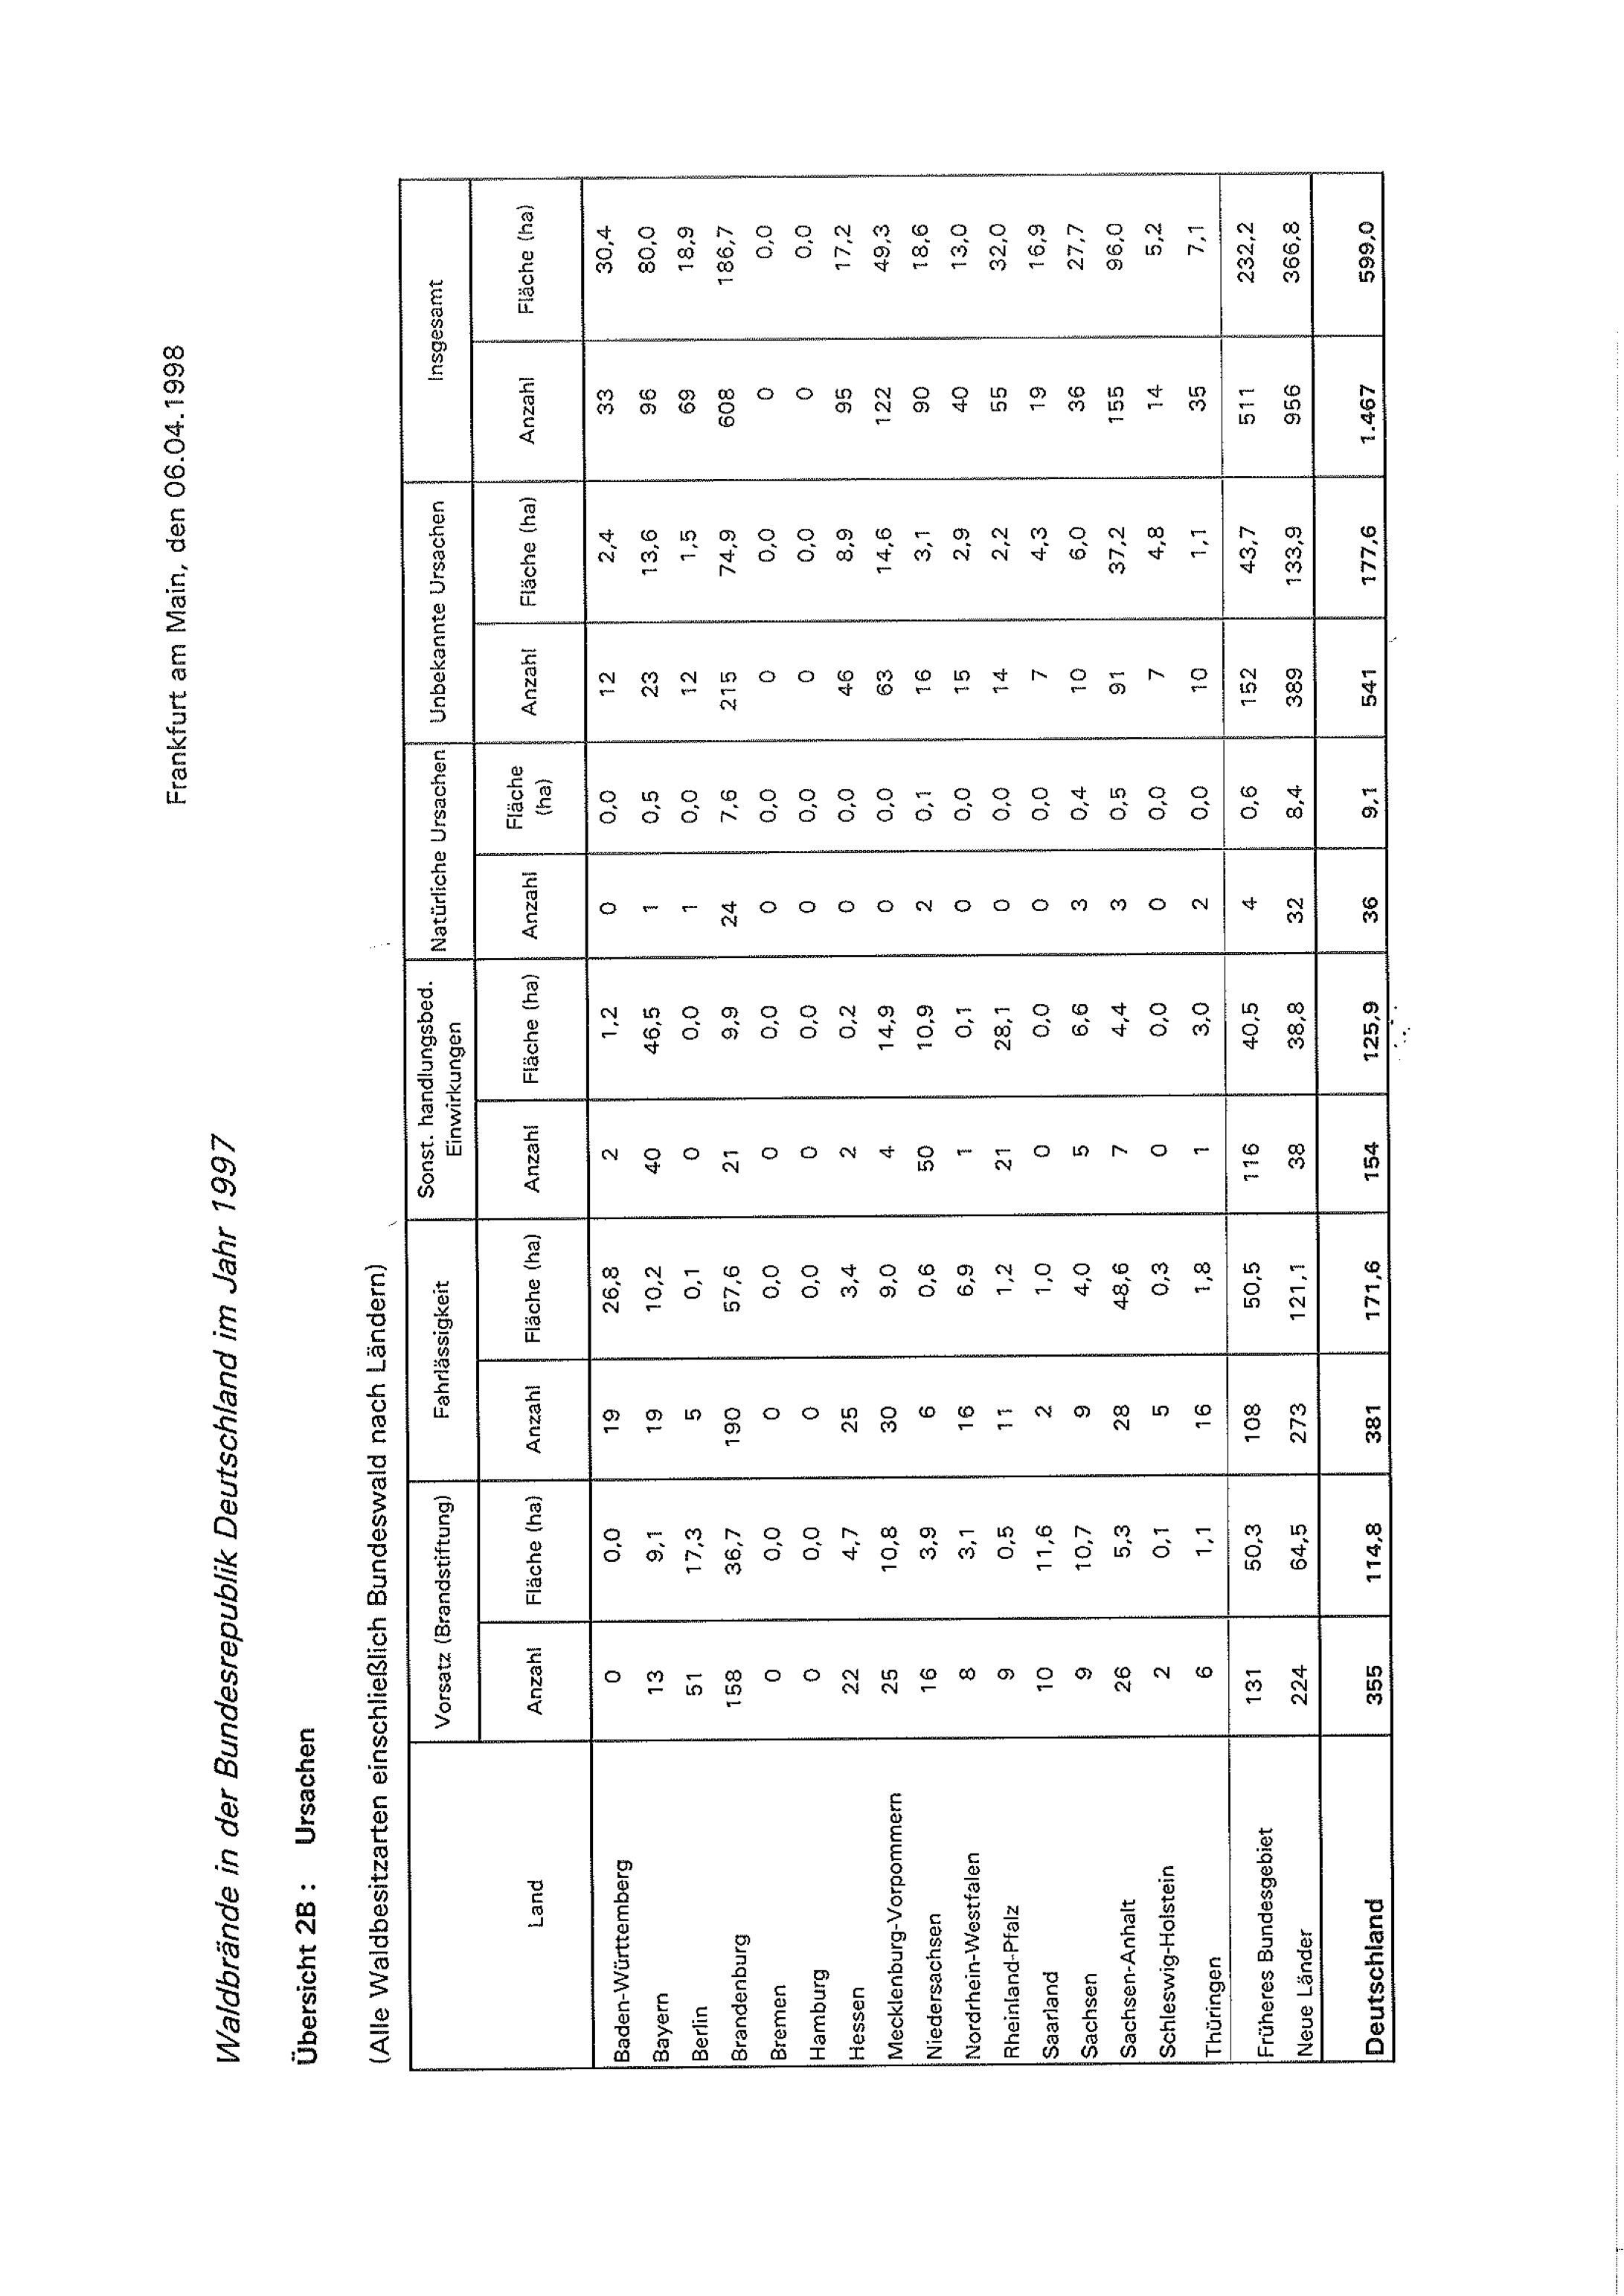 Frankfurt am Main, den 06.04.1998
Waldbrände in der Bundesrepublik Deutschland im Jahr 1997
Übersicht 2B : Ursachen
(Alle Waldbesitzarten einschließlich Bundeswald nach Ländern)
Land Vorsatz (Brandstiftung) Fahrlässigkeit Sonst. handlungsbed. Einwirkungen Natürliche Ursachen Unbekannte Ursachen Insgesamt
Anzahl Fläche (ha) Anzahl Fläche (ha) Anzahl Fläche (ha) Anzahl Fläche (ha) Anzahl Fläche (ha) Anzahl Fläche (ha)
Baden-Württemberg 0 0,0 19 26,8 2 1,2 0 0,0 12 2,4 33 30,4
Bayern 13 9,1 19 10,2 40 46,5 1 0,5 23 13,6 96 80,0
Berlin 51 17,3 5 0,1 0 0,0 1 0,0 12 1,5 69 18,9
Brandenburg 158 36,7 190 57,6 21 9,9 24 7,6 215 74,9 608 186,7
Bremen 0 0,0 0 0,0 0 0,0 0 0,0 0 0,0 0 0,0
Hamburg 0 0,0 0 0,0 0 0,0 0 0,0 0 0,0 0 0,0
Hessen 22 4,7 25 3,4 2 0,2 0 0,0 46 8,9 95 17,2
Mecklenburg-Vorpommern 25 10,8 30 9,0 4 14,9 0 0,0 63 14,6 122 49,3
Niedersachsen 16 3,9 6 0,6 50 10,9 2 0,1 16 3,1 90 18,6
Nordrhein-Westfalen 8 3,1 16 6,9 1 0,1 0 0,0 15 2,9 40 13,0
Rheinland-Pfalz 9 0,5 11 1,2 21 28,1 0 0,0 14 2,2 55 32,0
Saarland 10 11,6 2 1,0 0 0,0 0 0,0 7 4,3 19 16,9
Sachsen 9 10,7 9 4,0 5 6,6 3 0,4 10 6,0 36 27,7
Sachsen-Anhalt 26 5,3 28 48,6 7 4,4 3 0,5 91 37,2 155 96,0
Schleswig-Holstein 2 0,1 5 0,3 0 0,0 0 0,0 7 4,8 14 5,2
Thüringen 6 1,1 16 1,8 1 3,0 2 0,0 10 1,1 35 7,1
Früheres Bundesgebiet 131 50,3 108 50,5 116 40,5 4 0,6 152 43,7 511 232,2
Neue Länder 224 64,5 273 121,1 38 38,8 32 8,4 389 133,9 956 366,8
Deutschland 355 114,8 381 171,6 154 125,9 36 9,1 541 177,6 1.467 599,0